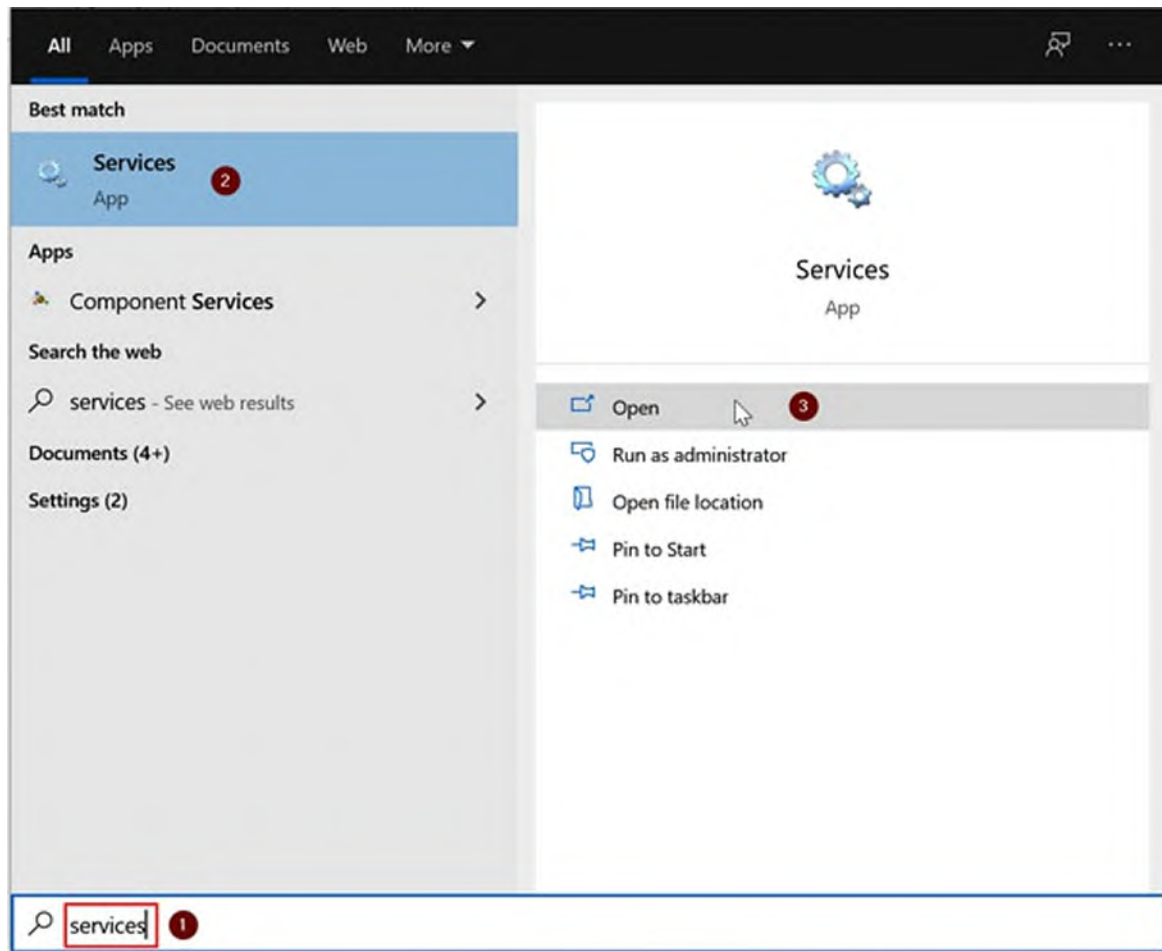 All Apps Documents Web More
Best match
Services
App
2
Apps
Component Services
Search the web
services - See web results
Documents (4+)
Settings (2)
Services
App
Open
3
Run as administrator
Open file location
Pin to Start
Pin to taskbar
services 1